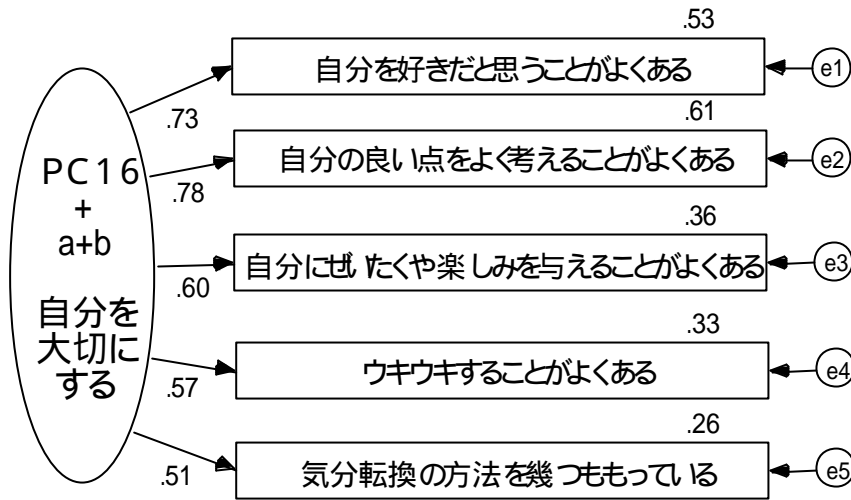 .53
自分を好きだと思うことがよくある
e1
.73
.61
自分の良い点をよく考えることがよくある
e2
.78
PC16
+
a+b
自分を
大切に
する
.36
自分にぜいたくや楽しみを与えることがよくある
e3
.60
.33
ウキウキすることがよくある
e4
.57
.26
気分転換の方法を幾つももっている
e5
.51